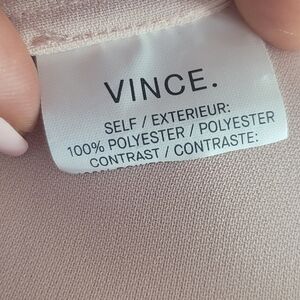 VINCE.
SELF / EXTERIEUR:
100% POLYESTER / POLYESTER
CONTRAST / CONTRASTE: